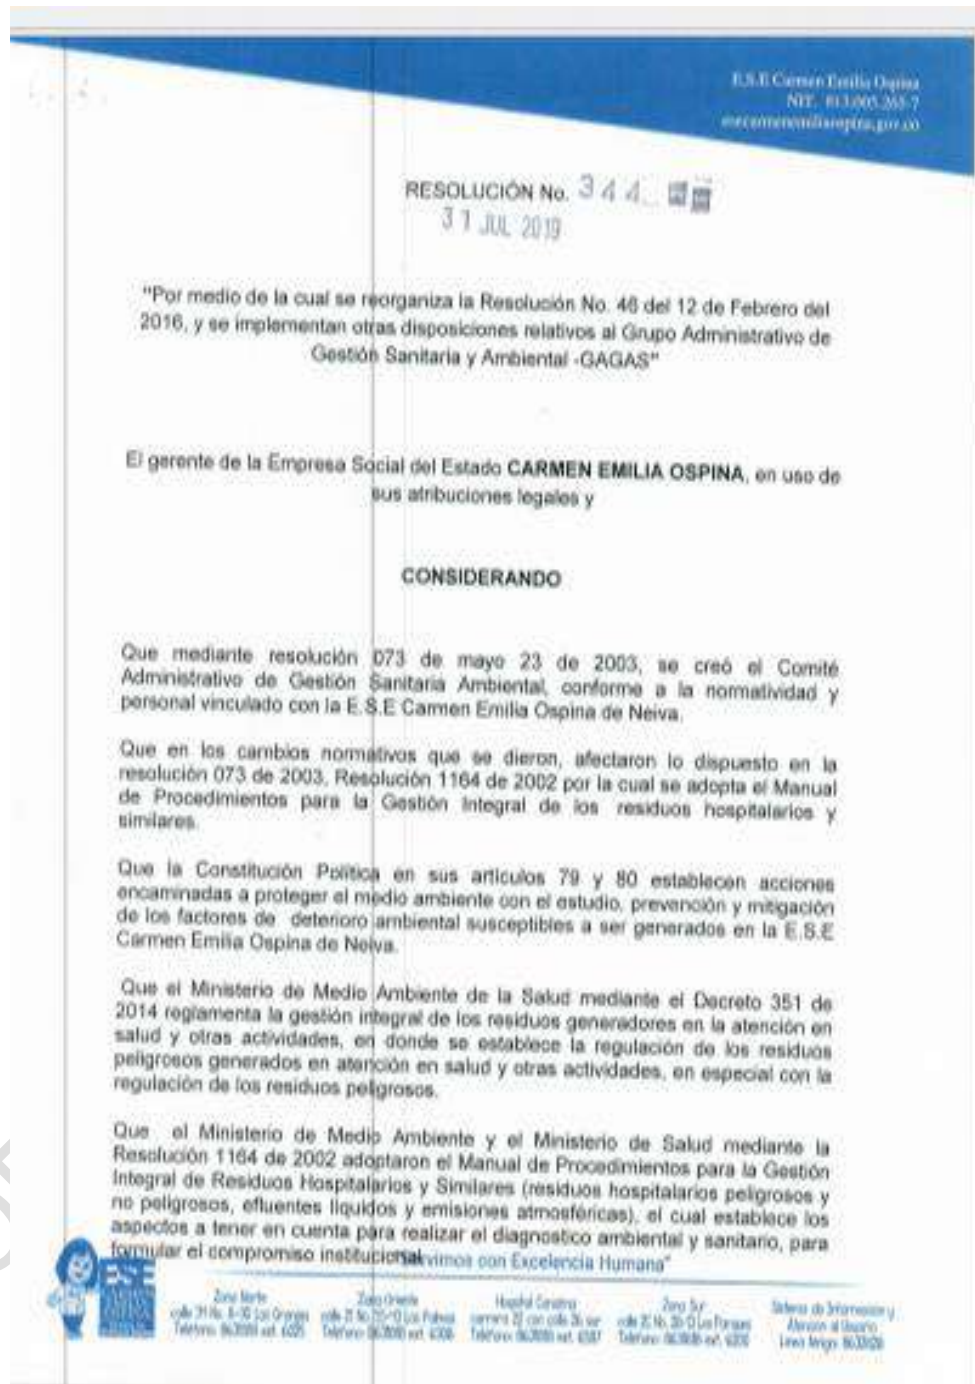 E.S.E Carmen Emilia Ospina
NIT. 813.005.265-7
esecarmenemiliaospina.gov.co
RESOLUCIÓN No. 344
31 JUL 2019
"Por medio de la cual se reorganiza la Resolución No. 46 del 12 de Febrero del
2016, y se implementan otras disposiciones relativos al Grupo Administrativo de
Gestión Sanitaria y Ambiental -GAGAS"
El gerente de la Empresa Social del Estado CARMEN EMILIA OSPINA, en uso de
sus atribuciones legales y
CONSIDERANDO
Que mediante resolución 073 de mayo 23 de 2003, se creó el Comité
Administrativo de Gestión Sanitaria Ambiental, conforme a la normatividad y
personal vinculado con la E.S.E Carmen Emilia Ospina de Neiva.
Que en los cambios normativos que se dieron, afectaron lo dispuesto en la
resolución 073 de 2003, Resolución 1164 de 2002 por la cual se adopta el Manual
de Procedimientos para la Gestión Integral de los residuos hospitalarios y
similares.
Que la Constitución Política en sus articulos 79 y 80 establecen acciones
encaminadas a proteger el medio ambiente con el estudio, prevención y mitigación
de los factores de deterioro ambiental susceptibles a ser generados en la E.S.E
Carmen Emilia Ospina de Neiva.
Que el Ministerio de Medio Ambiente de la Salud mediante el Decreto 351 de
2014 reglamenta la gestión integral de los residuos generadores en la atención en
salud y otras actividades, en donde se establece la regulación de los residuos
peligrosos generados en atención en salud y otras actividades, en especial con la
regulación de los residuos peligrosos.
Que el Ministerio de Medio Ambiente y el Ministerio de Salud mediante la
Resolución 1164 de 2002 adoptaron el Manual de Procedimientos para la Gestión
Integral de Residuos Hospitalarios y Similares (residuos hospitalarios peligrosos y
no peligrosos, efluentes líquidos y emisiones atmosféricas), el cual establece los
aspectos a tener en cuenta para realizar el diagnostico ambiental y sanitario, para
formular el compromiso institucional
vimos con Excelencia Humana"
ESE
Zona Norte
Zona Oriente
Hospital Canaima
Zona Sur
Sistema de Información y
Atención al Usuario